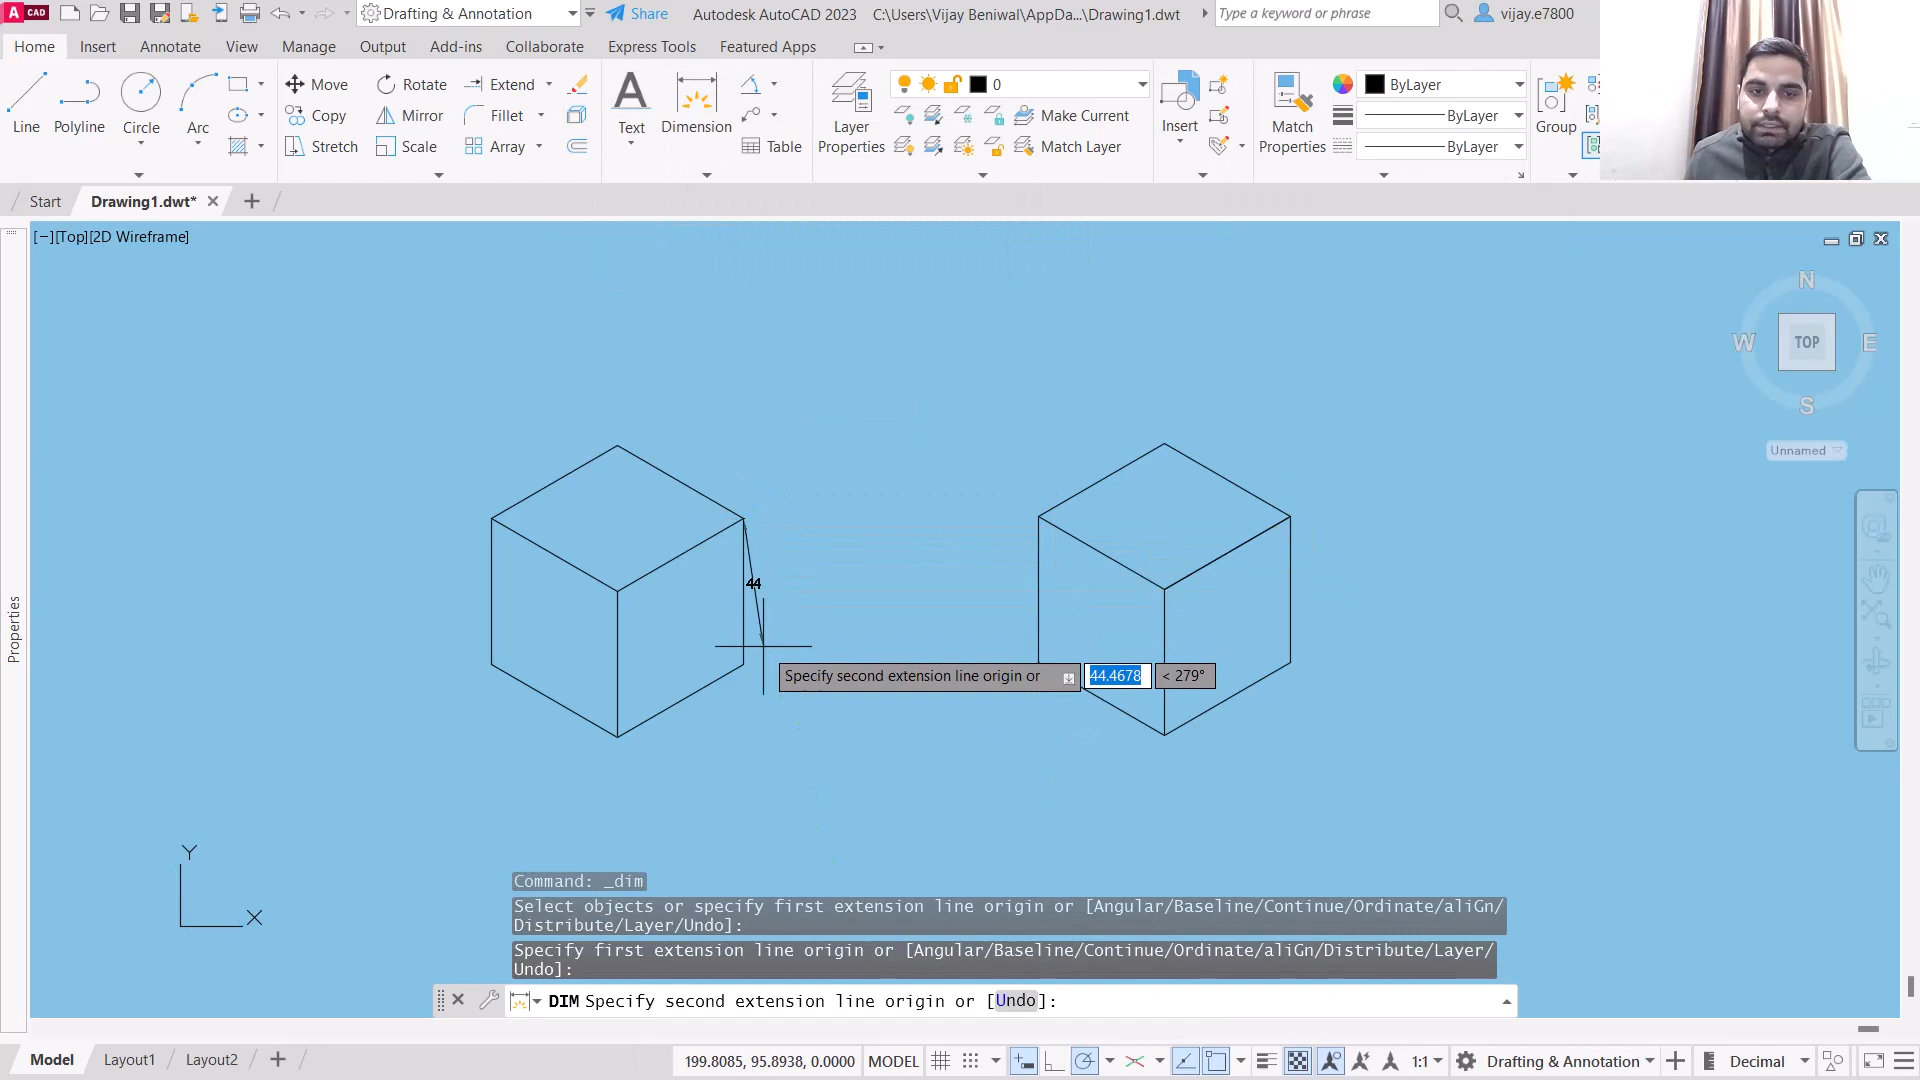 A CAD
Drafting & Annotation
Share
Autodesk AutoCAD 2023
C:\Users\Vijay Beniwal\AppDa...\Drawing1.dwt
Type a keyword or phrase
vijay.e7800
Home
Insert
Annotate
View
Manage
Output
Add-ins
Collaborate
Express Tools
Featured Apps
Line
Polyline
Circle
Arc
Move
Rotate
Extend
Copy
Mirror
Fillet
Stretch
Scale
Array
Text
Dimension
Table
Layer
Properties
0
Make Current
Match Layer
Insert
Match
Properties
ByLayer
ByLayer
ByLayer
Group
Start
Drawing1.dwt*
[−][Top][2D Wireframe]
N
W
TOP
E
S
Unnamed
Properties
44
Specify second extension line origin or
44.4678
< 279°
Y
X
Command: _dim
Select objects or specify first extension line origin or [Angular/Baseline/Continue/Ordinate/aliGn/
Distribute/Layer/Undo]:
Specify first extension line origin or [Angular/Baseline/Continue/Ordinate/aliGn/Distribute/Layer/
Undo]:
DIM Specify second extension line origin or [Undo]:
Model
Layout1
Layout2
199.8085, 95.8938, 0.0000
MODEL
1:1
Drafting & Annotation
Decimal